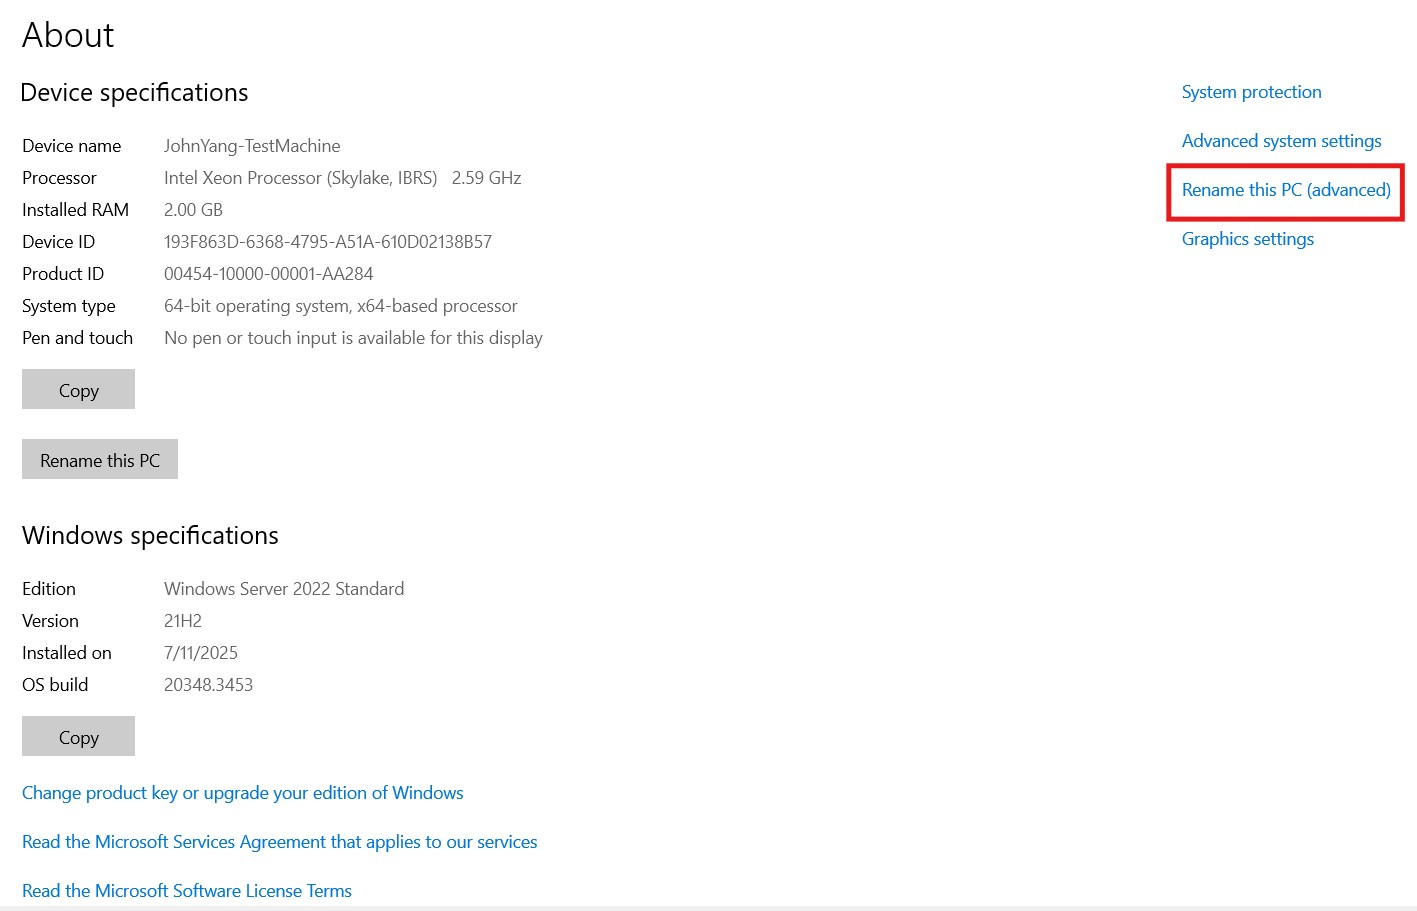 About
Device specifications
Device name JohnYang-TestMachine
Processor Intel Xeon Processor (Skylake, IBRS) 2.59 GHz
Installed RAM 2.00 GB
Device ID 193F863D-6368-4795-A51A-610D02138B57
Product ID 00454-10000-00001-AA284
System type 64-bit operating system, x64-based processor
Pen and touch No pen or touch input is available for this display
Copy
Rename this PC
Windows specifications
Edition Windows Server 2022 Standard
Version 21H2
Installed on 7/11/2025
OS build 20348.3453
Copy
Change product key or upgrade your edition of Windows
Read the Microsoft Services Agreement that applies to our services
Read the Microsoft Software License Terms
System protection
Advanced system settings
Rename this PC (advanced)
Graphics settings